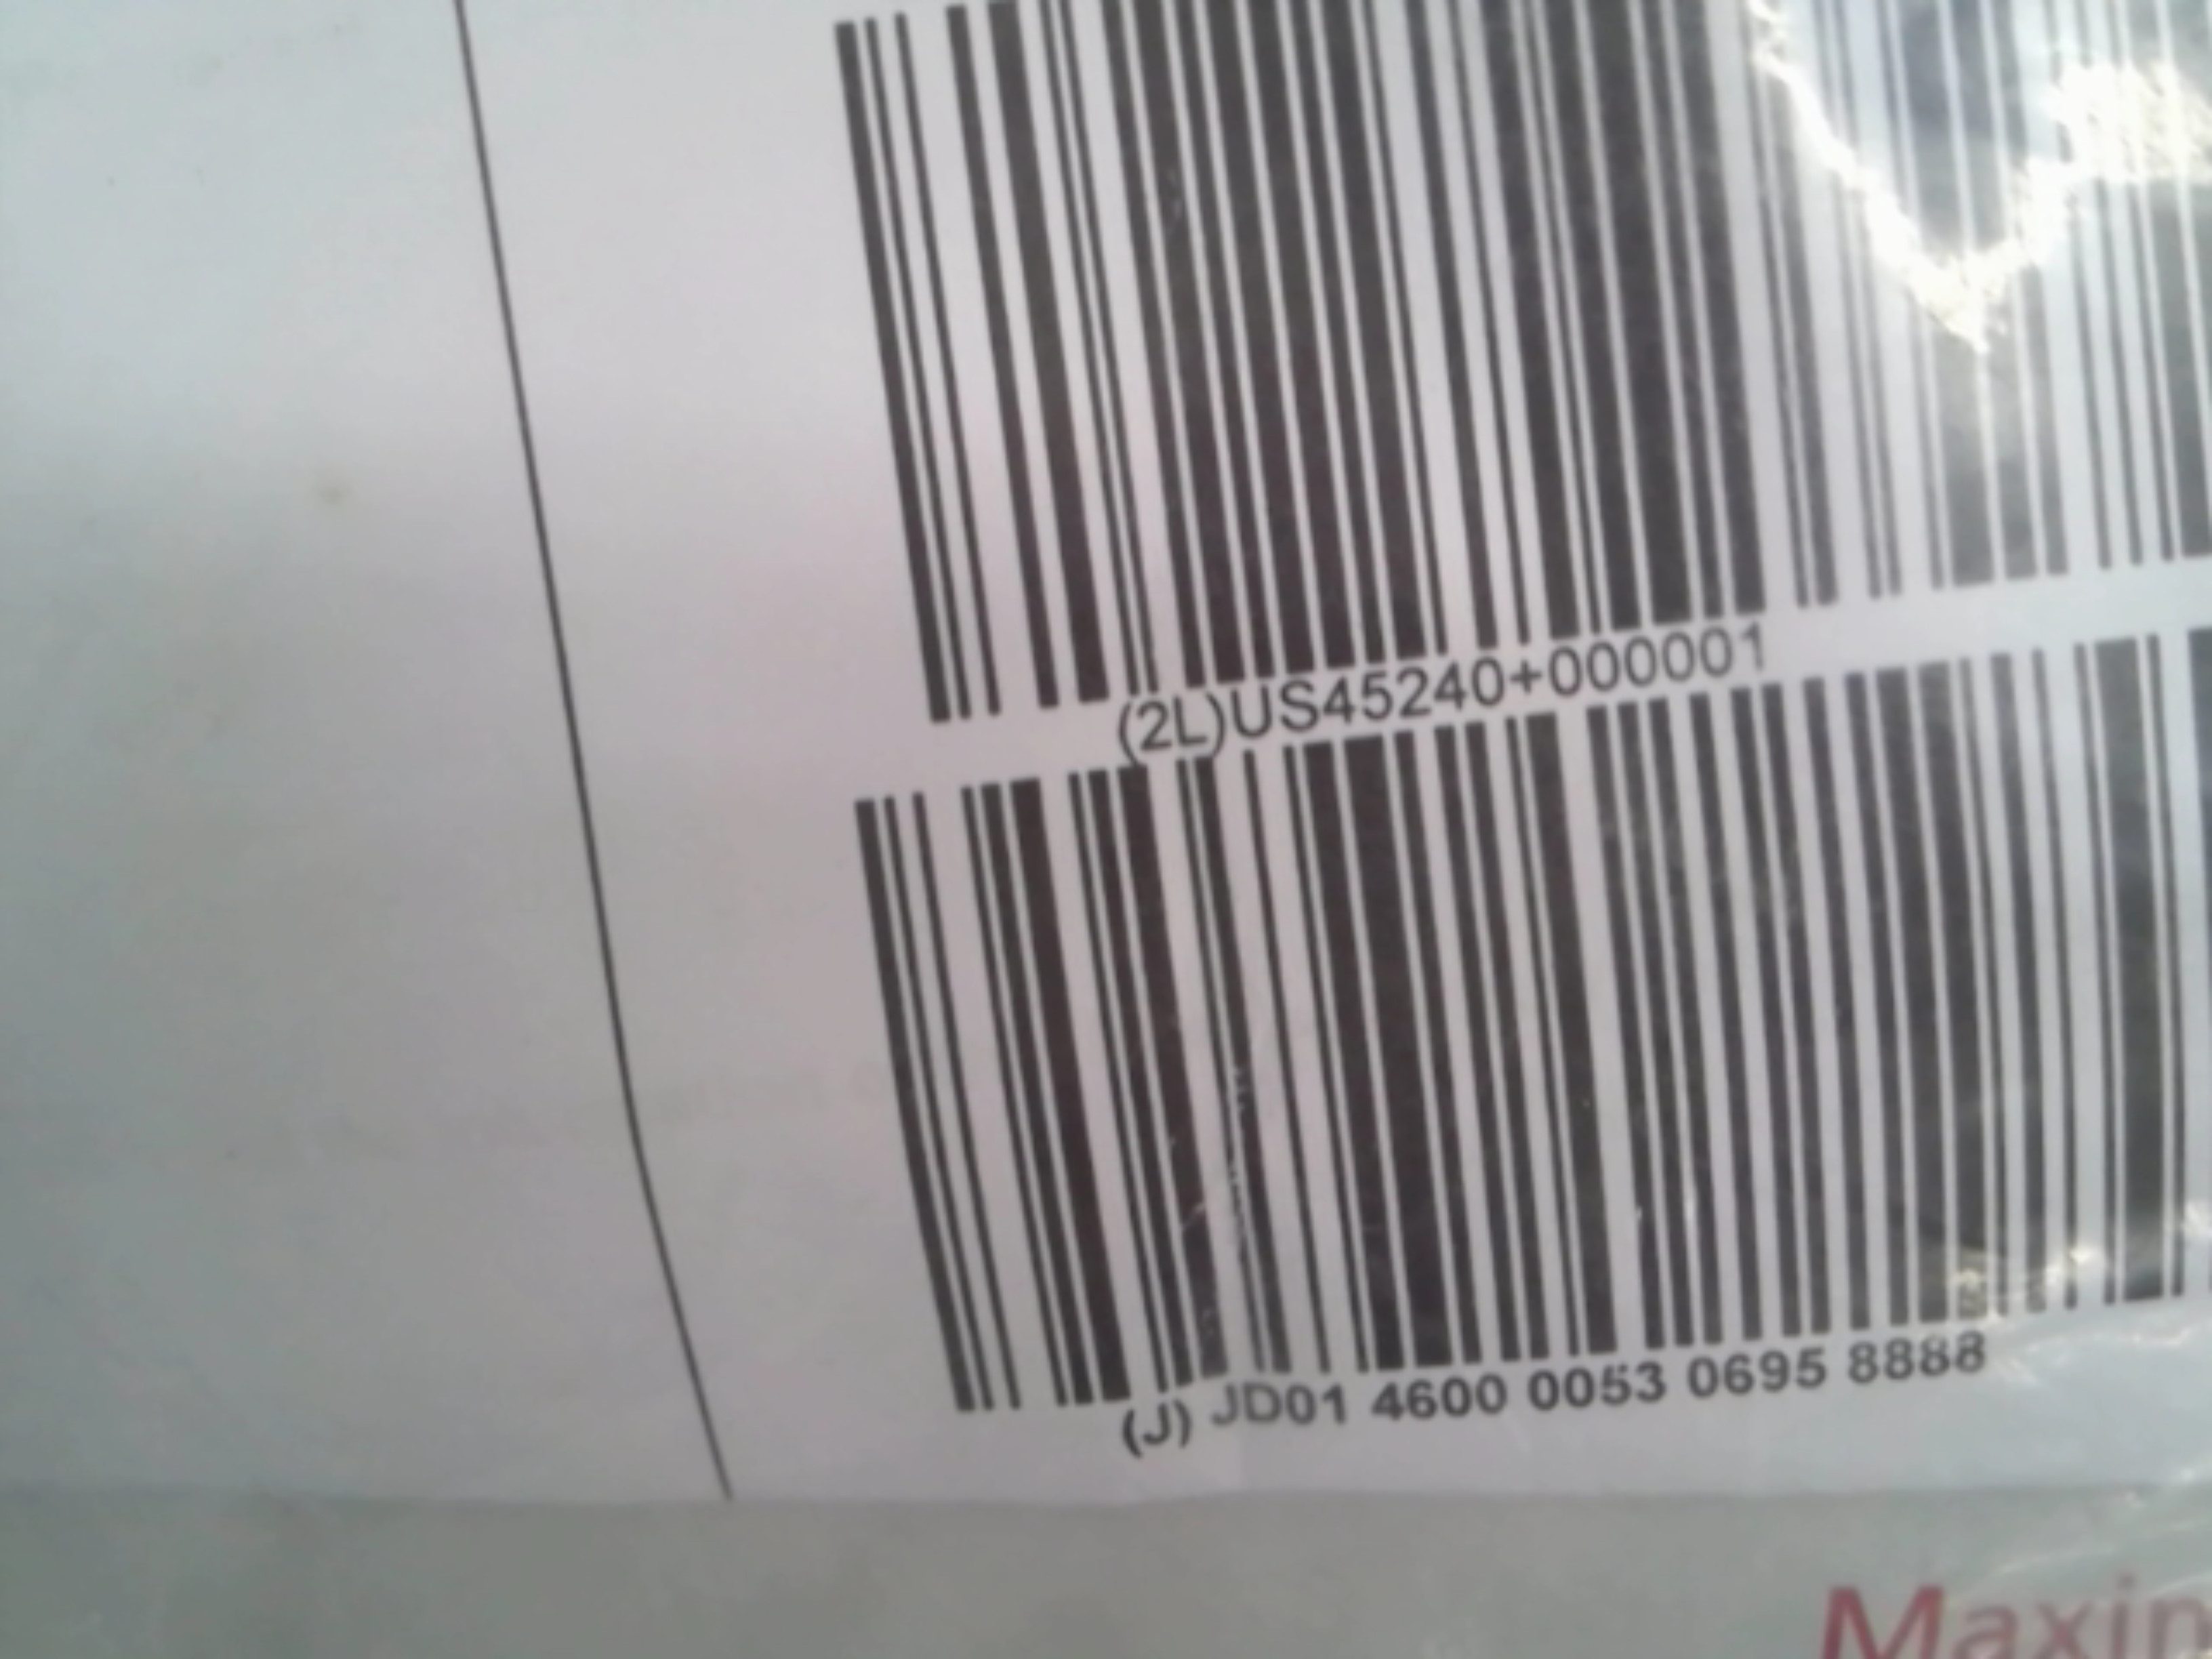 (2L)US45240+000001
(J) JD01 4600 0053 0695 8888